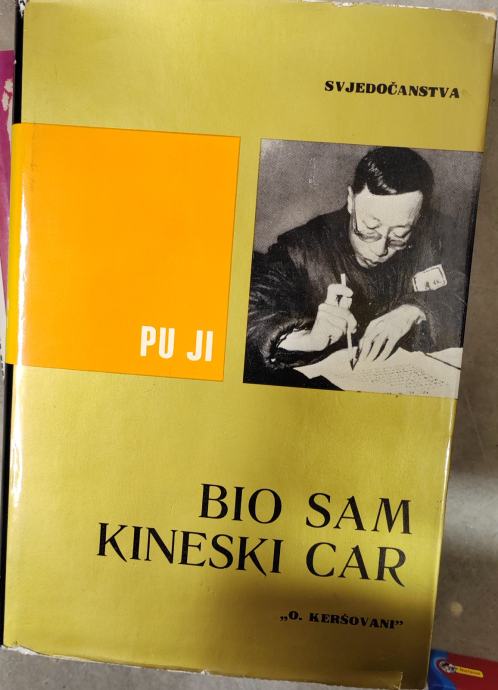 SVJEDOČANSTVA
PU JI
BIO SAM
KINESKI CAR
„O. KERŠOVANI”